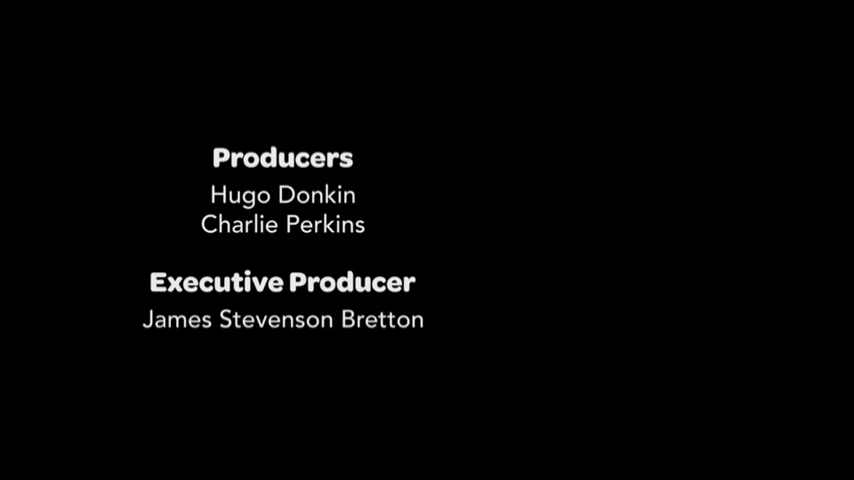 Producers
Hugo Donkin
Charlie Perkins
Executive Producer
James Stevenson Bretton